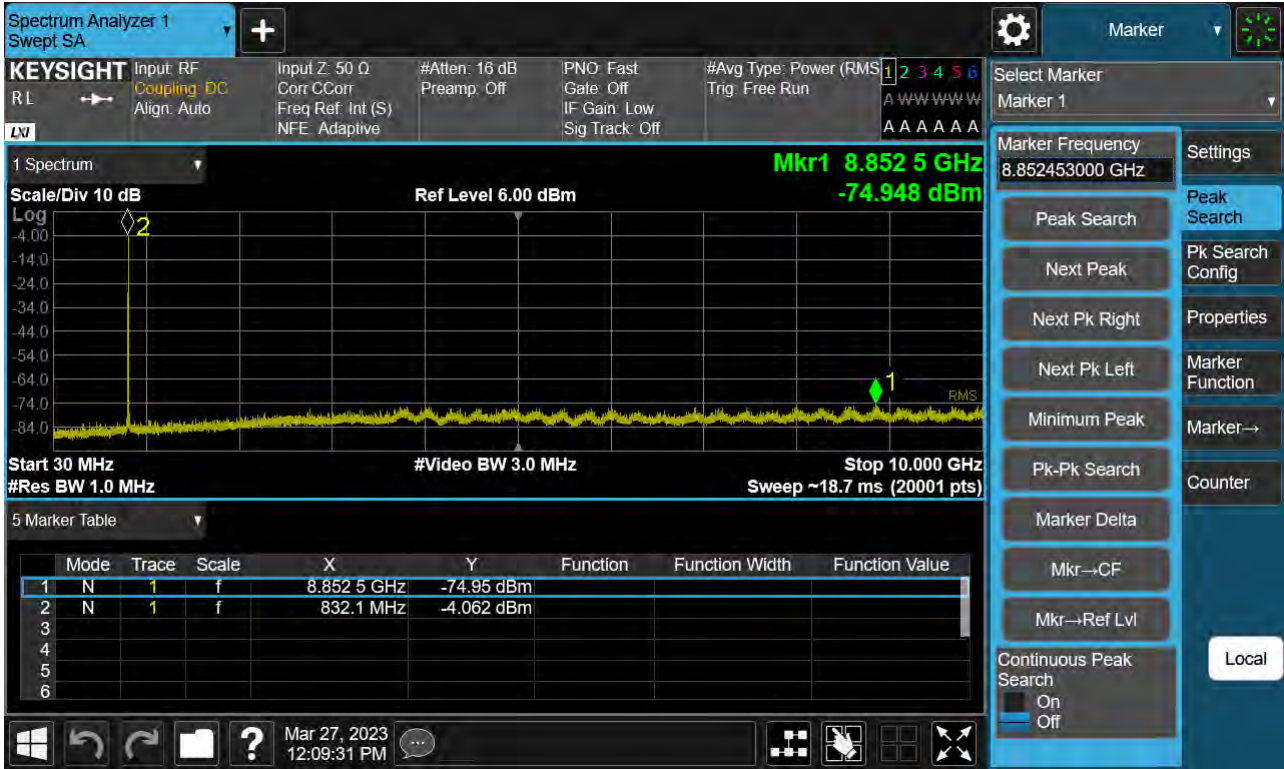 Spectrum Analyzer 1
Swept SA
Marker
KEYSIGHT Input: RF Input Z: 50 Ω #Atten: 16 dB PNO: Fast #Avg Type: Power (RMS 1 2 3 4 5 6
RL Coupling: DC Corr CCorr Preamp: Off Gate: Off Trig: Free Run A W W W W W
Align: Auto Freq Ref: Int (S) IF Gain: Low
LXI NFE: Adaptive Sig Track: Off A A A A A A
Select Marker
Marker 1
1 Spectrum Mkr1 8.852 5 GHz
Scale/Div 10 dB Ref Level 6.00 dBm -74.948 dBm
Log
-4.00
-14.0
-24.0
-34.0
-44.0
-54.0
-64.0
-74.0
-84.0
2
1
RMS
Start 30 MHz #Video BW 3.0 MHz Stop 10.000 GHz
#Res BW 1.0 MHz Sweep ~18.7 ms (20001 pts)
5 Marker Table
Mode Trace Scale X Y Function Function Width Function Value
1 N 1 f 8.852 5 GHz -74.95 dBm
2 N 1 f 832.1 MHz -4.062 dBm
3
4
5
6
Marker Frequency
8.852453000 GHz
Peak Search
Next Peak
Next Pk Right
Next Pk Left
Minimum Peak
Pk-Pk Search
Marker Delta
Mkr→CF
Mkr→Ref Lvl
Continuous Peak
Search
On
Off
Settings
Peak
Search
Pk Search
Config
Properties
Marker
Function
Marker→
Counter
Local
? Mar 27, 2023
12:09:31 PM